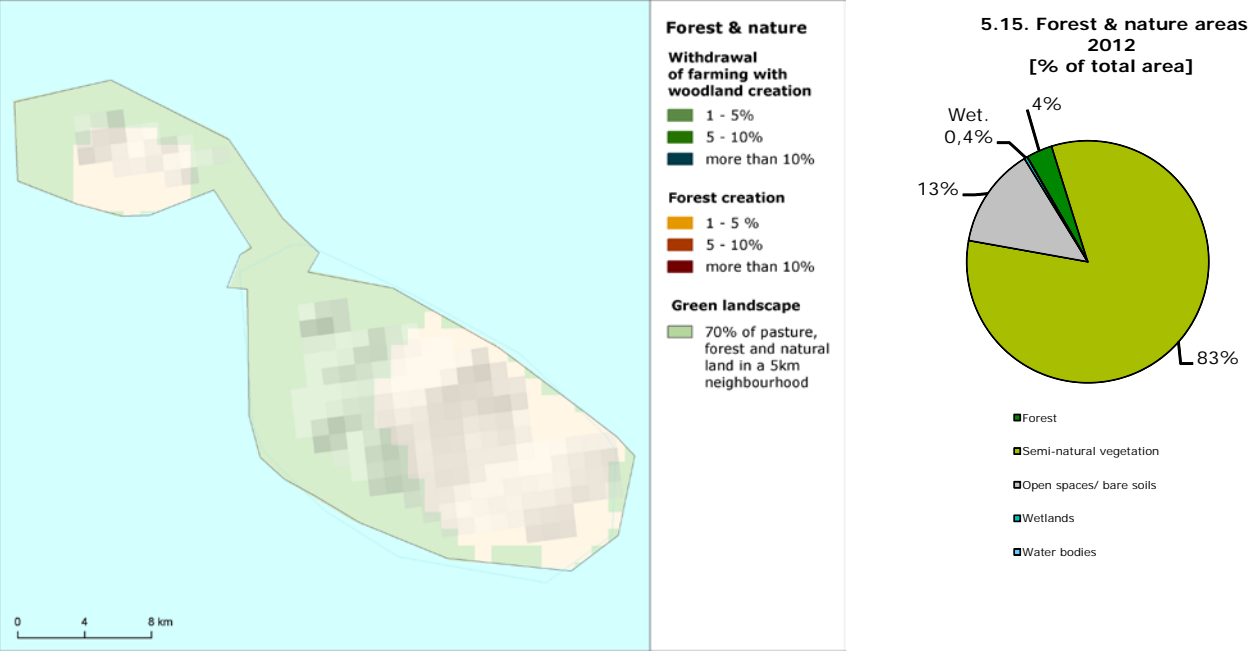 Forest & nature
Withdrawal
of farming with
woodland creation
1 - 5%
5 - 10%
more than 10%
Forest creation
1 - 5 %
5 - 10%
more than 10%
Green landscape
70% of pasture,
forest and natural
land in a 5km
neighbourhood
0 4 8 km
5.15. Forest & nature areas
2012
[% of total area]
4%
Wet.
0,4%
13%
83%
Forest
Semi-natural vegetation
Open spaces/ bare soils
Wetlands
Water bodies